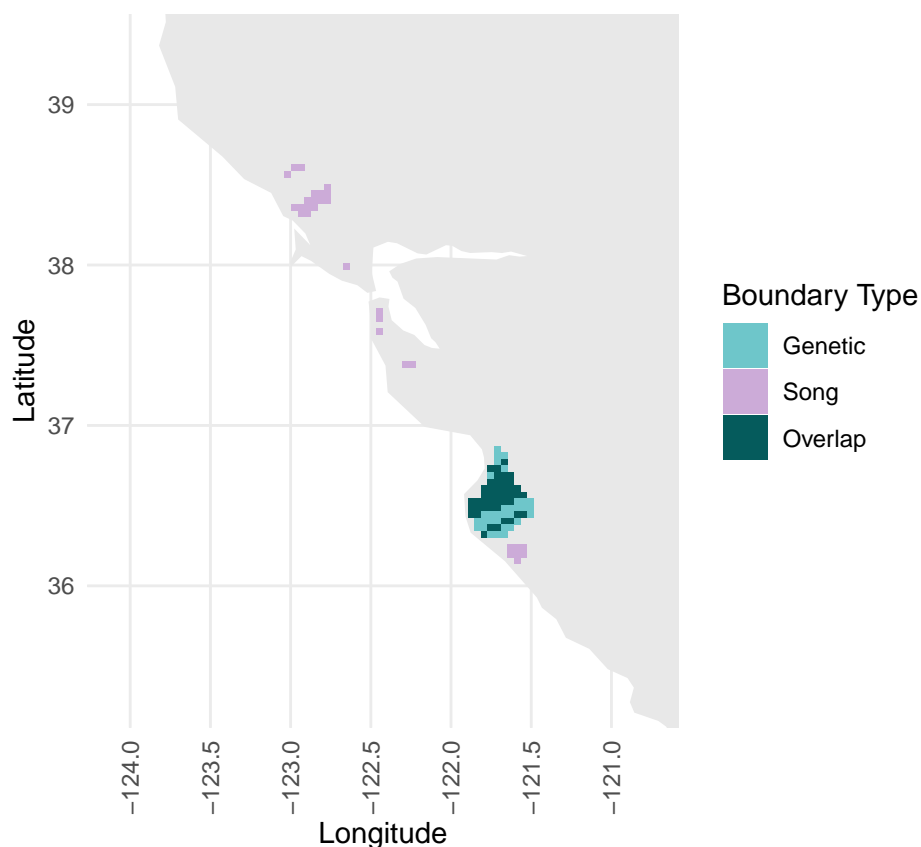 39
38
37
36
Latitude
−124.0
−123.5
−123.0
−122.5
−122.0
−121.5
−121.0
Longitude
Boundary Type
Genetic
Song
Overlap